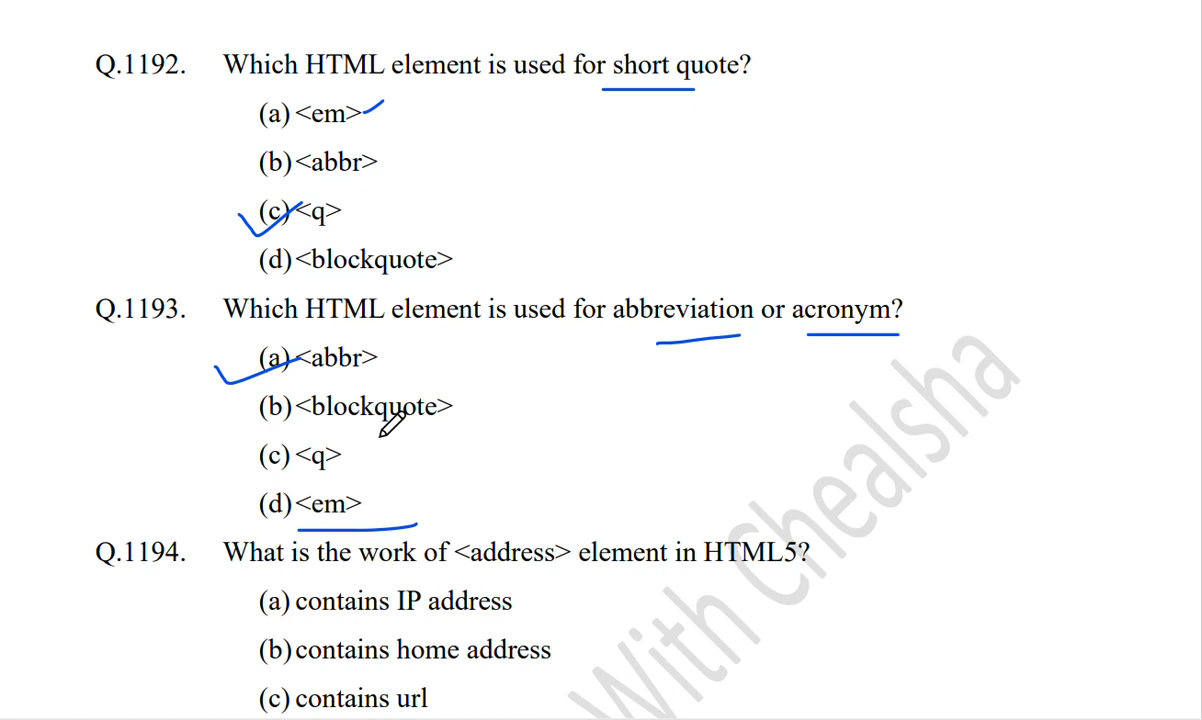 Q.1192. Which HTML element is used for short quote?
(a) <em>
(b) <abbr>
(c) <q>
(d) <blockquote>
Q.1193. Which HTML element is used for abbreviation or acronym?
(a) <abbr>
(b) <blockquote>
(c) <q>
(d) <em>
Q.1194. What is the work of <address> element in HTML5?
(a) contains IP address
(b) contains home address
(c) contains url
With Chealsha